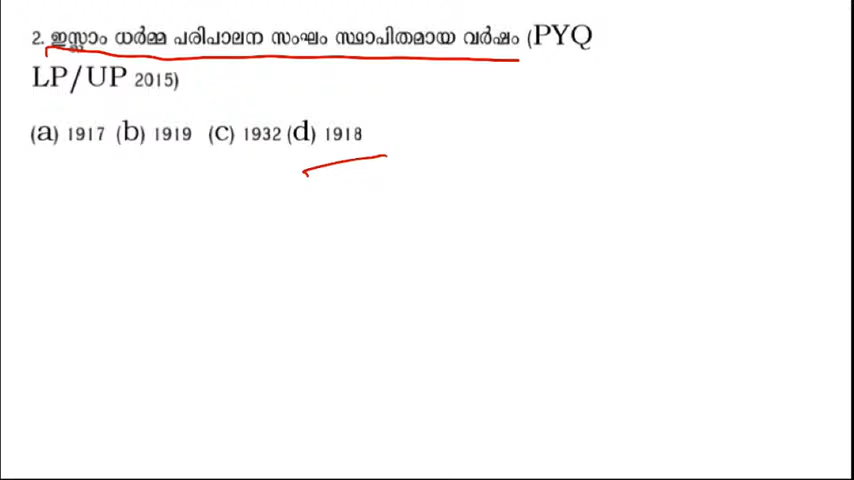 2. ഇസ്ലാം ധർമ്മ പരിപാലന സംഘം സ്ഥാപിതമായ വർഷം (PYQ
LP/UP 2015)
(a) 1917 (b) 1919 (c) 1932 (d) 1918